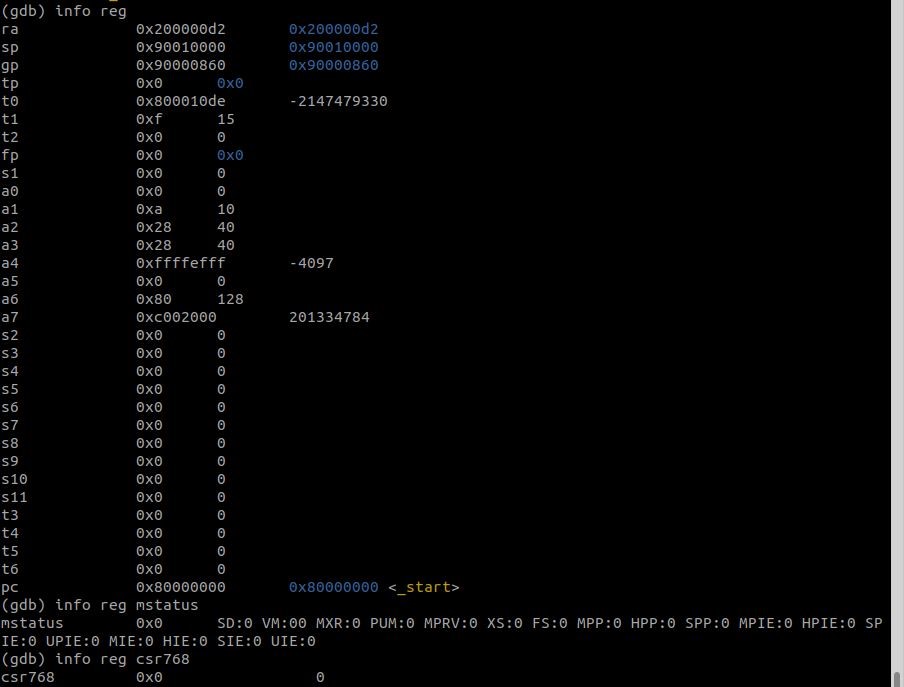 (gdb) info reg
ra 0x200000d2 0x200000d2
sp 0x90010000 0x90010000
gp 0x90000860 0x90000860
tp 0x0 0x0
t0 0x800010de -2147479330
t1 0xf 15
t2 0x0 0
fp 0x0 0x0
s1 0x0 0
a0 0x0 0
a1 0xa 10
a2 0x28 40
a3 0x28 40
a4 0xffffefff -4097
a5 0x0 0
a6 0x80 128
a7 0xc002000 201334784
s2 0x0 0
s3 0x0 0
s4 0x0 0
s5 0x0 0
s6 0x0 0
s7 0x0 0
s8 0x0 0
s9 0x0 0
s10 0x0 0
s11 0x0 0
t3 0x0 0
t4 0x0 0
t5 0x0 0
t6 0x0 0
pc 0x80000000 0x80000000 <_start>
(gdb) info reg mstatus
mstatus 0x0 SD:0 VM:00 MXR:0 PUM:0 MPRV:0 XS:0 FS:0 MPP:0 HPP:0 SPP:0 MPIE:0 HPIE:0 SP
IE:0 UPIE:0 MIE:0 HIE:0 SIE:0 UIE:0
(gdb) info reg csr768
csr768 0x0 0